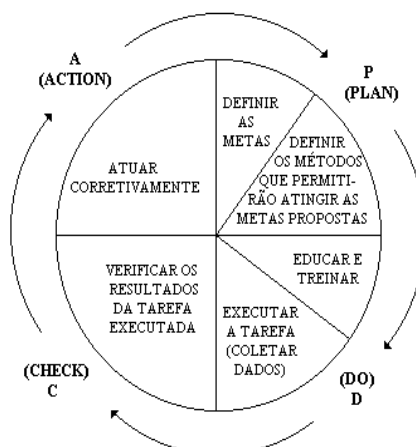 A
(ACTION)
P
(PLAN)
DEFINIR
AS
METAS
DEFINIR
OS MÉTODOS
QUE PERMITI-
RÃO ATINGIR AS
METAS PROPOSTAS
ATUAR
CORRETIVAMENTE
EDUCAR E
TREINAR
VERIFICAR OS
RESULTADOS
DA TAREFA
EXECUTADA
EXECUTAR
A TAREFA
(COLETAR
DADOS)
(CHECK)
C
(DO)
D